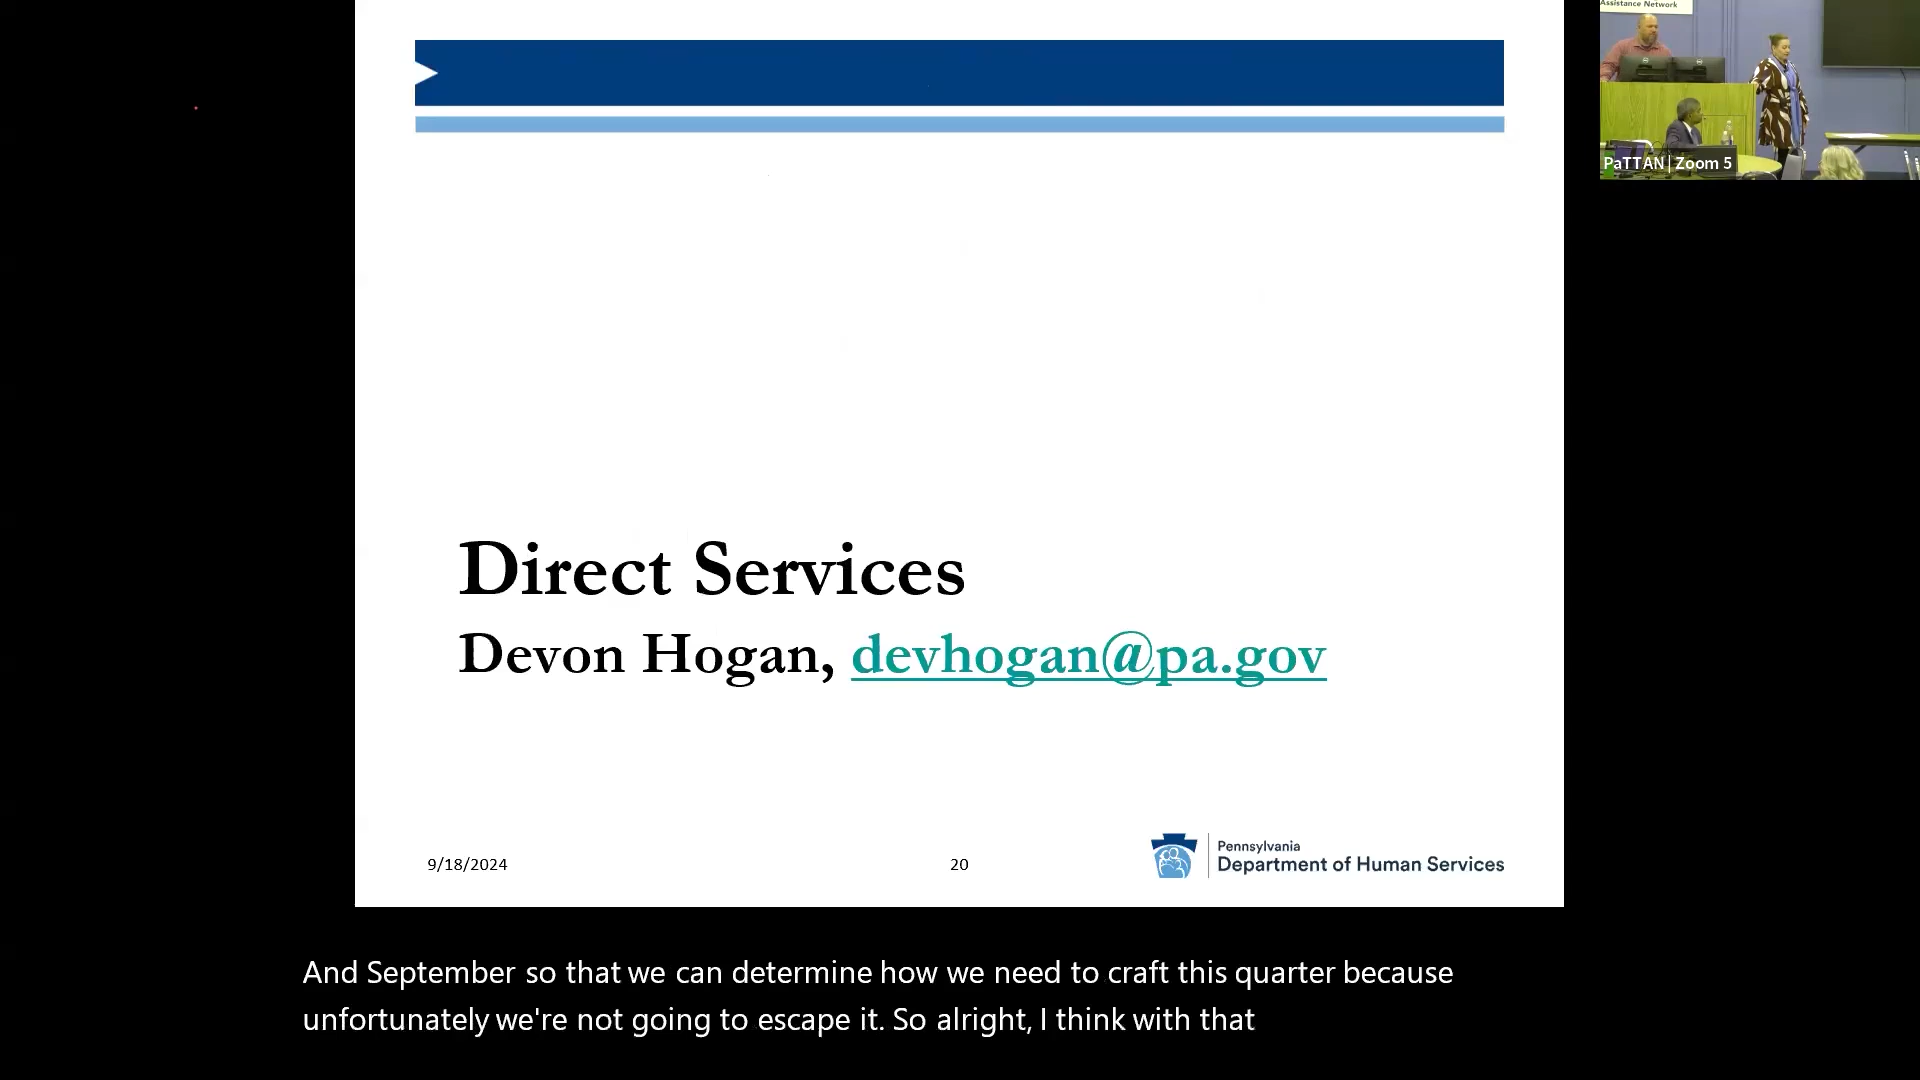 Assistance Network
PaTTAN | Zoom 5
Direct Services
Devon Hogan, devhogan@pa.gov
9/18/2024
20
Pennsylvania
Department of Human Services
And September so that we can determine how we need to craft this quarter because
unfortunately we're not going to escape it. So alright, I think with that